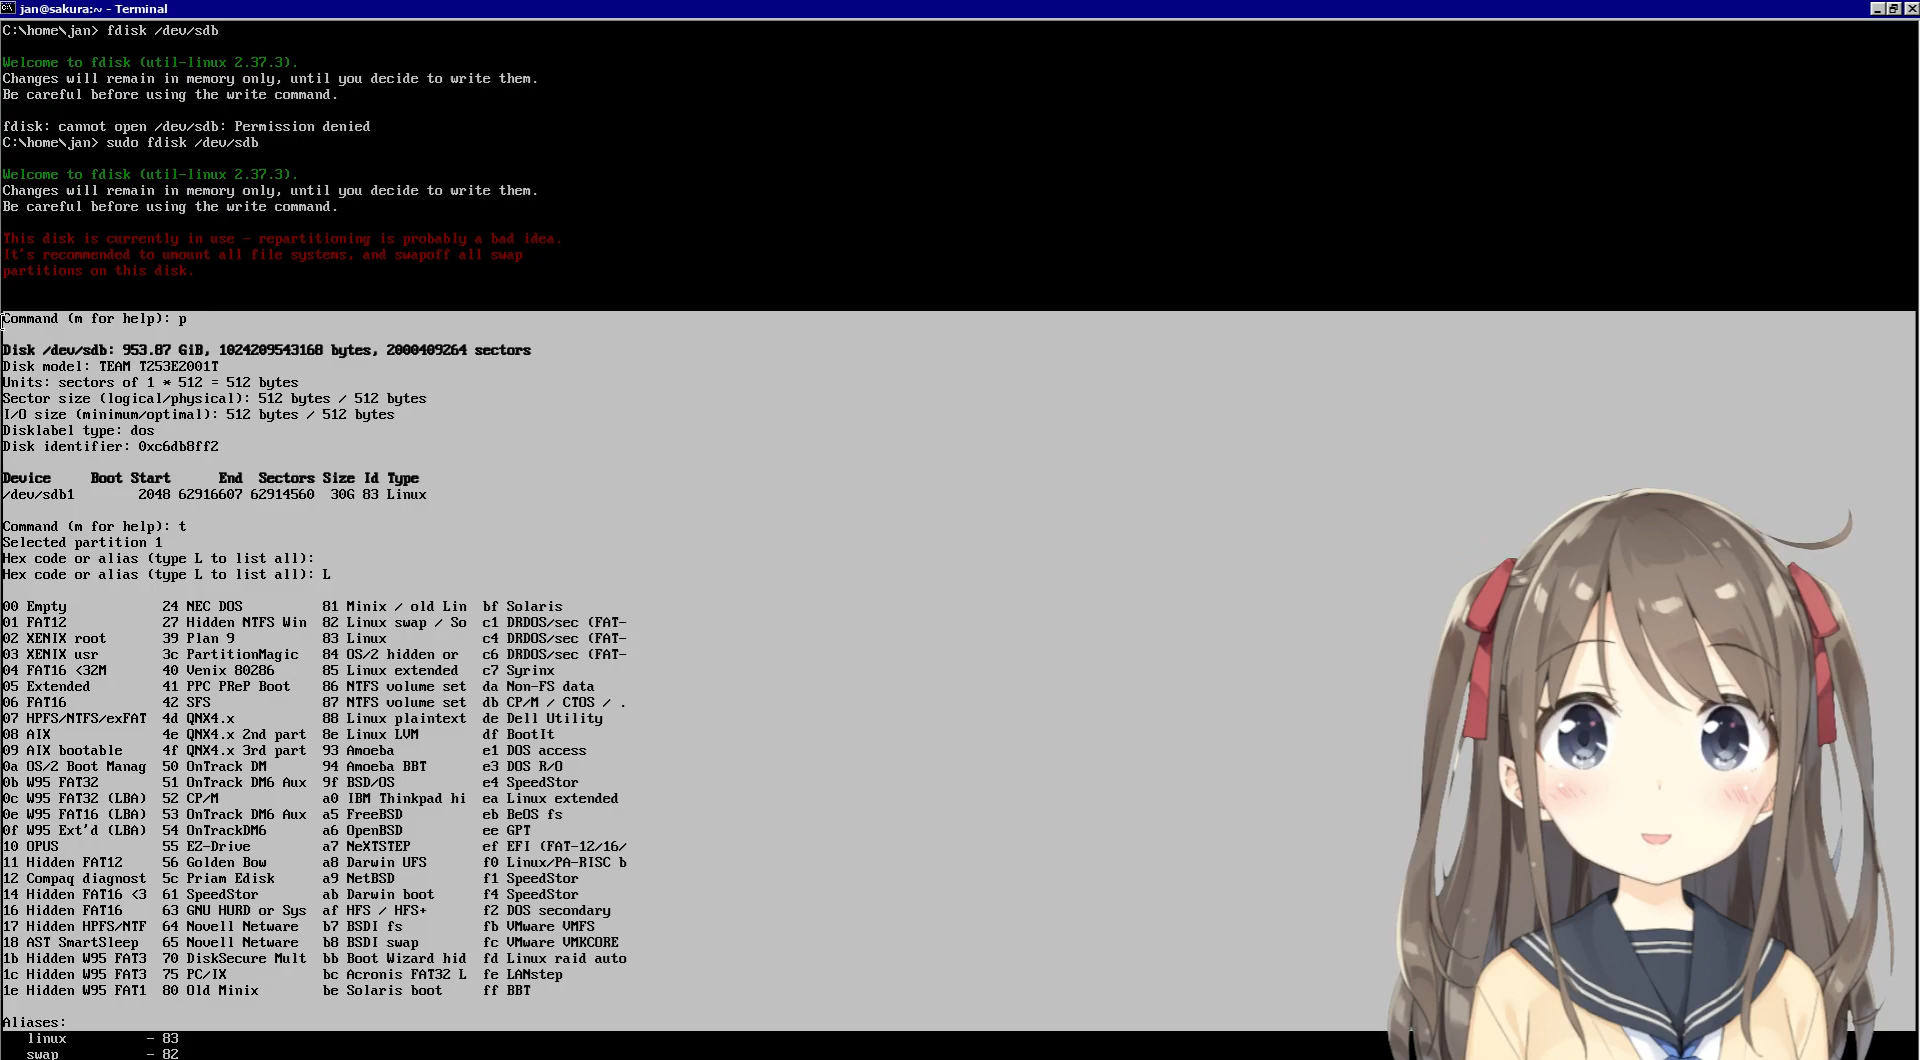 jan@sakura:~ - Terminal
C:\home\jan> fdisk /dev/sdb
Welcome to fdisk (util-linux 2.37.3).
Changes will remain in memory only, until you decide to write them.
Be careful before using the write command.
fdisk: cannot open /dev/sdb: Permission denied
C:\home\jan> sudo fdisk /dev/sdb
Welcome to fdisk (util-linux 2.37.3).
Changes will remain in memory only, until you decide to write them.
Be careful before using the write command.
This disk is currently in use - repartitioning is probably a bad idea.
It's recommended to umount all file systems, and swapoff all swap
partitions on this disk.
Command (m for help): p
Disk /dev/sdb: 953.87 GiB, 1024209543168 bytes, 2000409264 sectors
Disk model: TEAM T253E2001T
Units: sectors of 1 * 512 = 512 bytes
Sector size (logical/physical): 512 bytes / 512 bytes
I/O size (minimum/optimal): 512 bytes / 512 bytes
Disklabel type: dos
Disk identifier: 0xc6db8ff2
Device     Boot Start      End  Sectors Size Id Type
/dev/sdb1        2048 62916607 62914560  30G 83 Linux
Command (m for help): t
Selected partition 1
Hex code or alias (type L to list all):
Hex code or alias (type L to list all): L
00 Empty            24 NEC DOS          81 Minix / old Lin  bf Solaris
01 FAT12            27 Hidden NTFS Win  82 Linux swap / So  c1 DRDOS/sec (FAT-
02 XENIX root       39 Plan 9           83 Linux            c4 DRDOS/sec (FAT-
03 XENIX usr        3c PartitionMagic   84 OS/2 hidden or   c6 DRDOS/sec (FAT-
04 FAT16 <32M       40 Venix 80286      85 Linux extended   c7 Syrinx
05 Extended         41 PPC PReP Boot    86 NTFS volume set  da Non-FS data
06 FAT16            42 SFS              87 NTFS volume set  db CP/M / CTOS / .
07 HPFS/NTFS/exFAT  4d QNX4.x           88 Linux plaintext  de Dell Utility
08 AIX              4e QNX4.x 2nd part  8e Linux LVM        df BootIt
09 AIX bootable     4f QNX4.x 3rd part  93 Amoeba           e1 DOS access
0a OS/2 Boot Manag  50 OnTrack DM       94 Amoeba BBT       e3 DOS R/O
0b W95 FAT32        51 OnTrack DM6 Aux  9f BSD/OS           e4 SpeedStor
0c W95 FAT32 (LBA)  52 CP/M             a0 IBM Thinkpad hi  ea Linux extended
0e W95 FAT16 (LBA)  53 OnTrack DM6 Aux  a5 FreeBSD          eb BeOS fs
0f W95 Ext'd (LBA)  54 OnTrackDM6       a6 OpenBSD          ee GPT
10 OPUS             55 EZ-Drive         a7 NeXTSTEP         ef EFI (FAT-12/16/
11 Hidden FAT12     56 Golden Bow       a8 Darwin UFS       f0 Linux/PA-RISC b
12 Compaq diagnost  5c Priam Edisk      a9 NetBSD           f1 SpeedStor
14 Hidden FAT16 <3  61 SpeedStor        ab Darwin boot      f4 SpeedStor
16 Hidden FAT16     63 GNU HURD or Sys  af HFS / HFS+       f2 DOS secondary
17 Hidden HPFS/NTF  64 Novell Netware   b7 BSDI fs          fb VMware VMFS
18 AST SmartSleep   65 Novell Netware   b8 BSDI swap        fc VMware VMKCORE
1b Hidden W95 FAT3  70 DiskSecure Mult  bb Boot Wizard hid  fd Linux raid auto
1c Hidden W95 FAT3  75 PC/IX            bc Acronis FAT32 L  fe LANstep
1e Hidden W95 FAT1  80 Old Minix        be Solaris boot     ff BBT
Aliases:
linux          - 83
swap           - 82